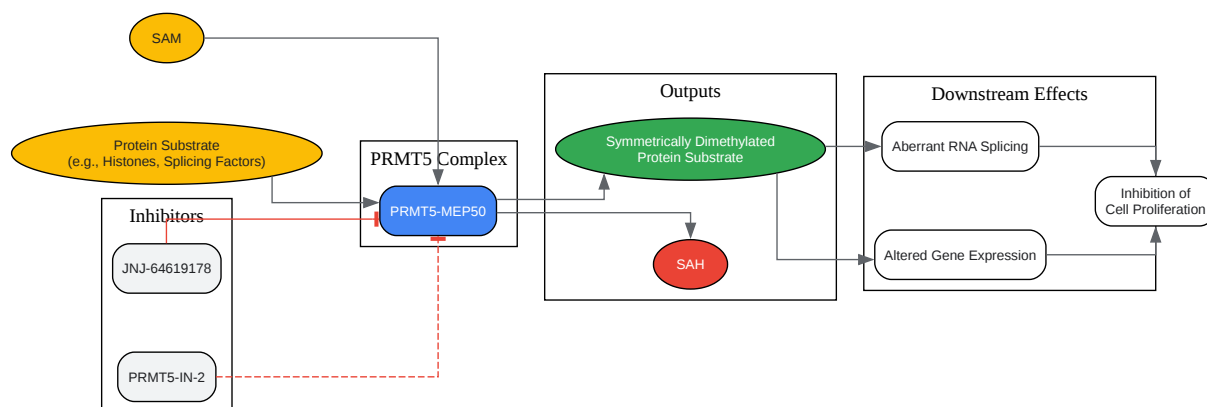 SAM
Protein Substrate
(e.g., Histones, Splicing Factors)
Inhibitors
JNJ-64619178
PRMT5-IN-2
PRMT5 Complex
PRMT5-MEP50
Outputs
Symmetrically Dimethylated
Protein Substrate
SAH
Downstream Effects
Aberrant RNA Splicing
Altered Gene Expression
Inhibition of
Cell Proliferation